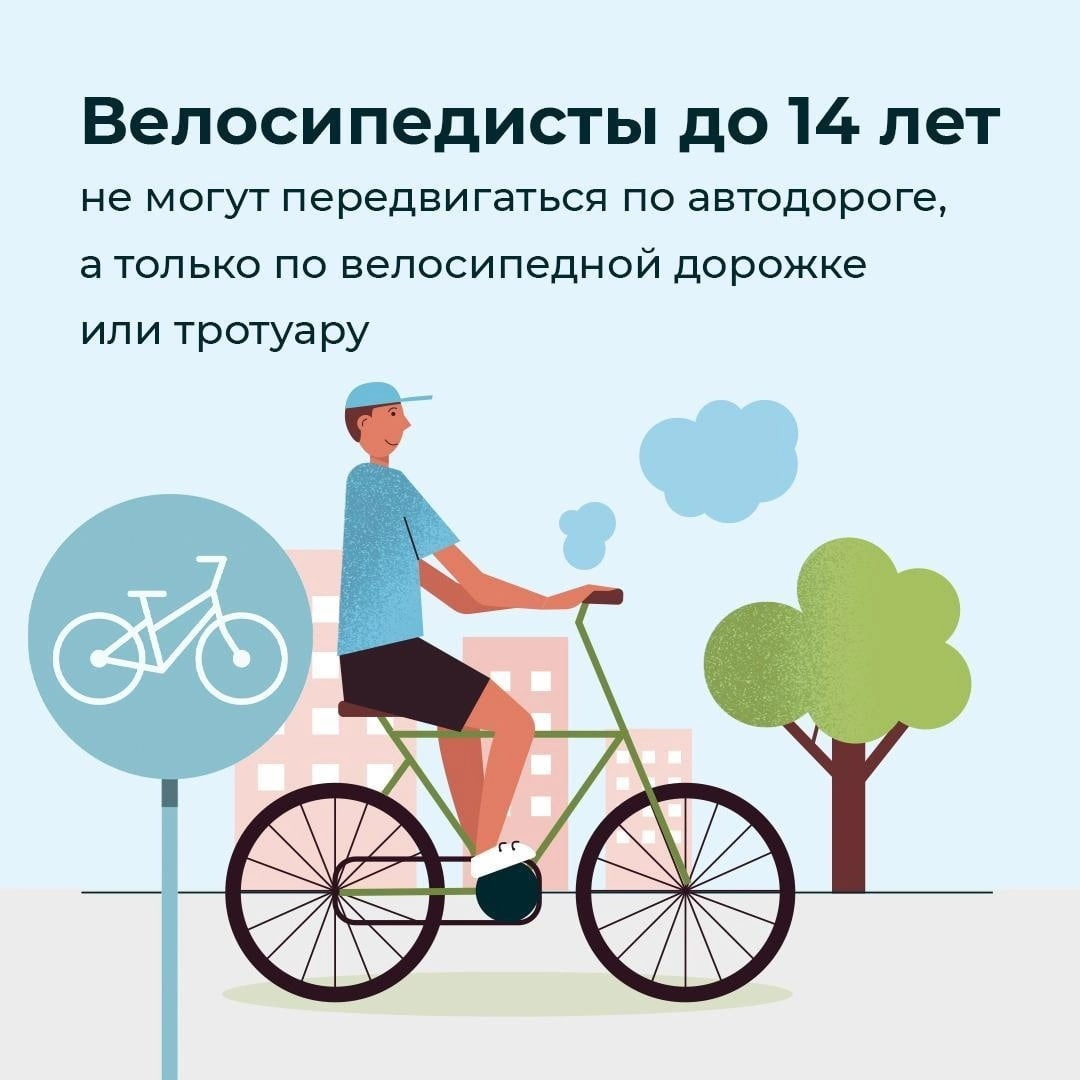 Велосипедисты до 14 лет
не могут передвигаться по автодороге,
а только по велосипедной дорожке
или тротуару